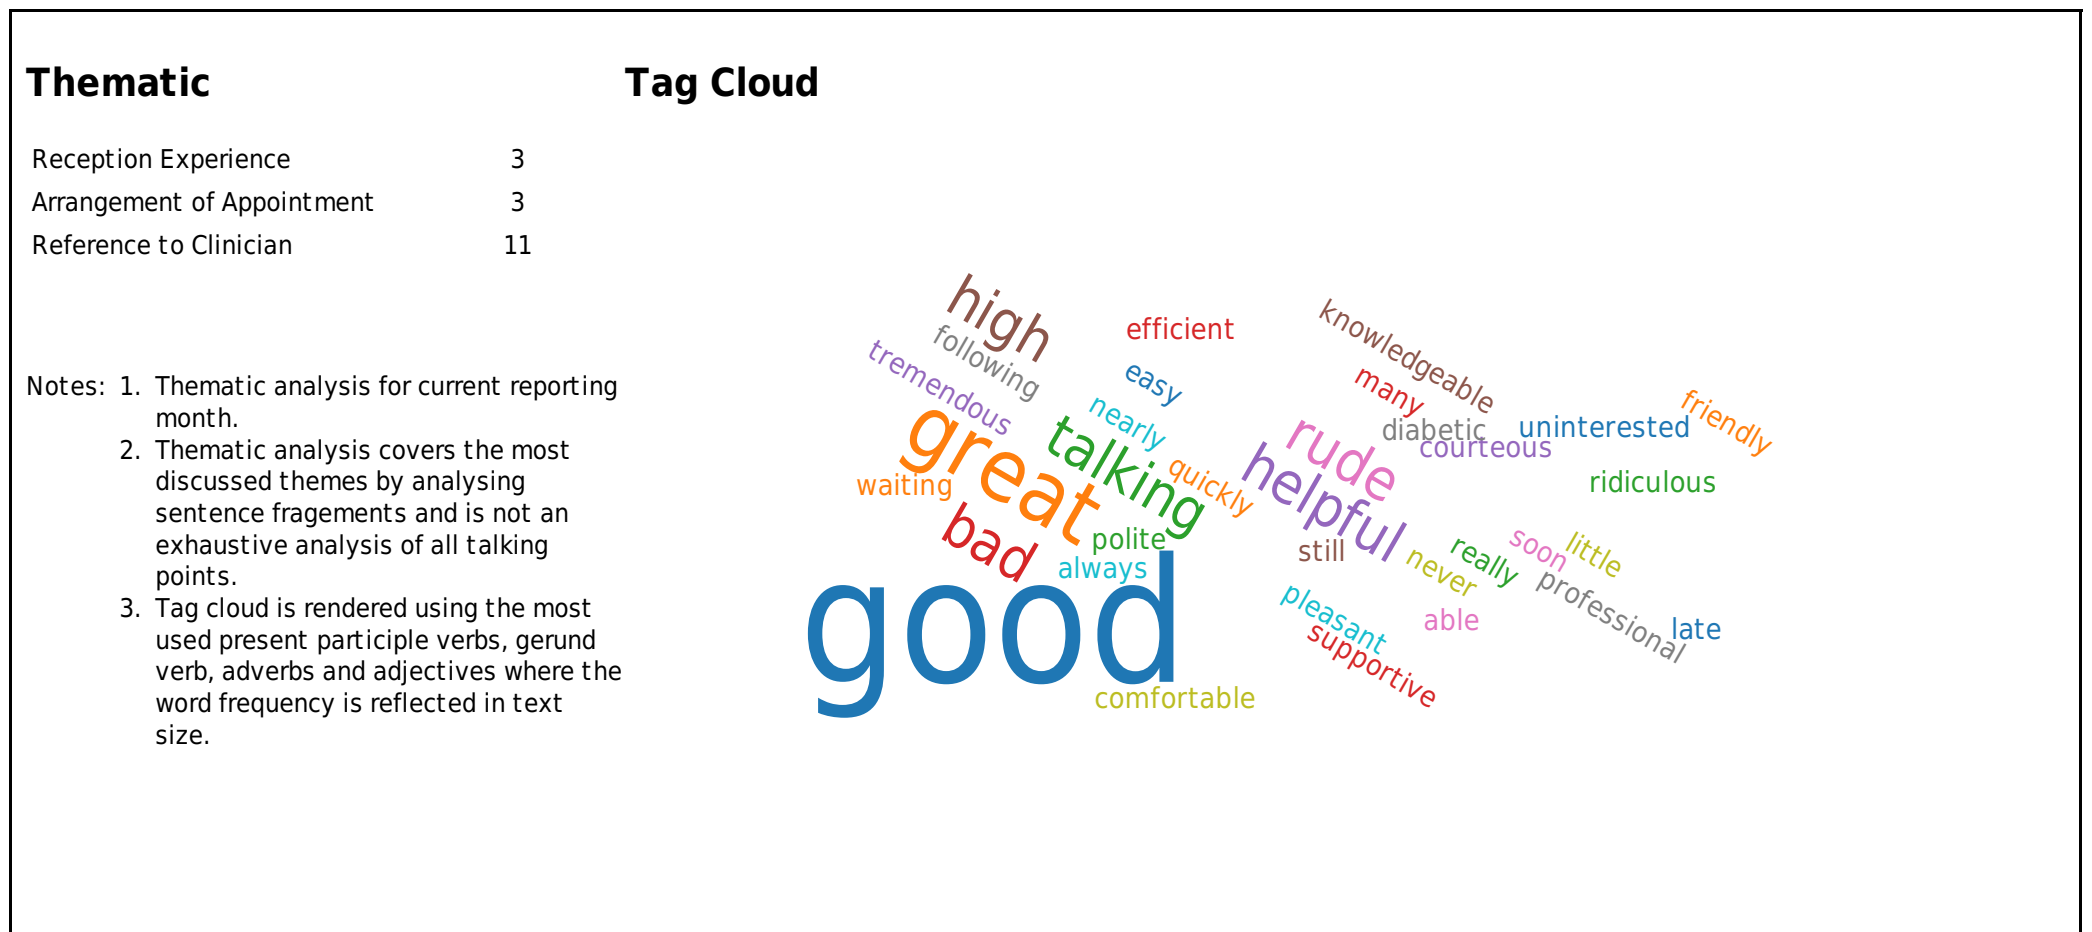 Thematic
Tag Cloud
Reception Experience 3
Arrangement of Appointment 3
Reference to Clinician 11
Notes: 1. Thematic analysis for current reporting
month.
2. Thematic analysis covers the most
discussed themes by analysing
sentence fragements and is not an
exhaustive analysis of all talking
points.
3. Tag cloud is rendered using the most
used present participle verbs, gerund
verb, adverbs and adjectives where the
word frequency is reflected in text
size.
high
following
tremendous
efficient
easy
nearly
great
talking
quickly
waiting
bad
polite
always
good
comfortable
knowledgeable
many
diabetic
courteous
uninterested
friendly
ridiculous
rude
helpful
still
never
really
soon
little
professional
late
able
pleasant
supportive